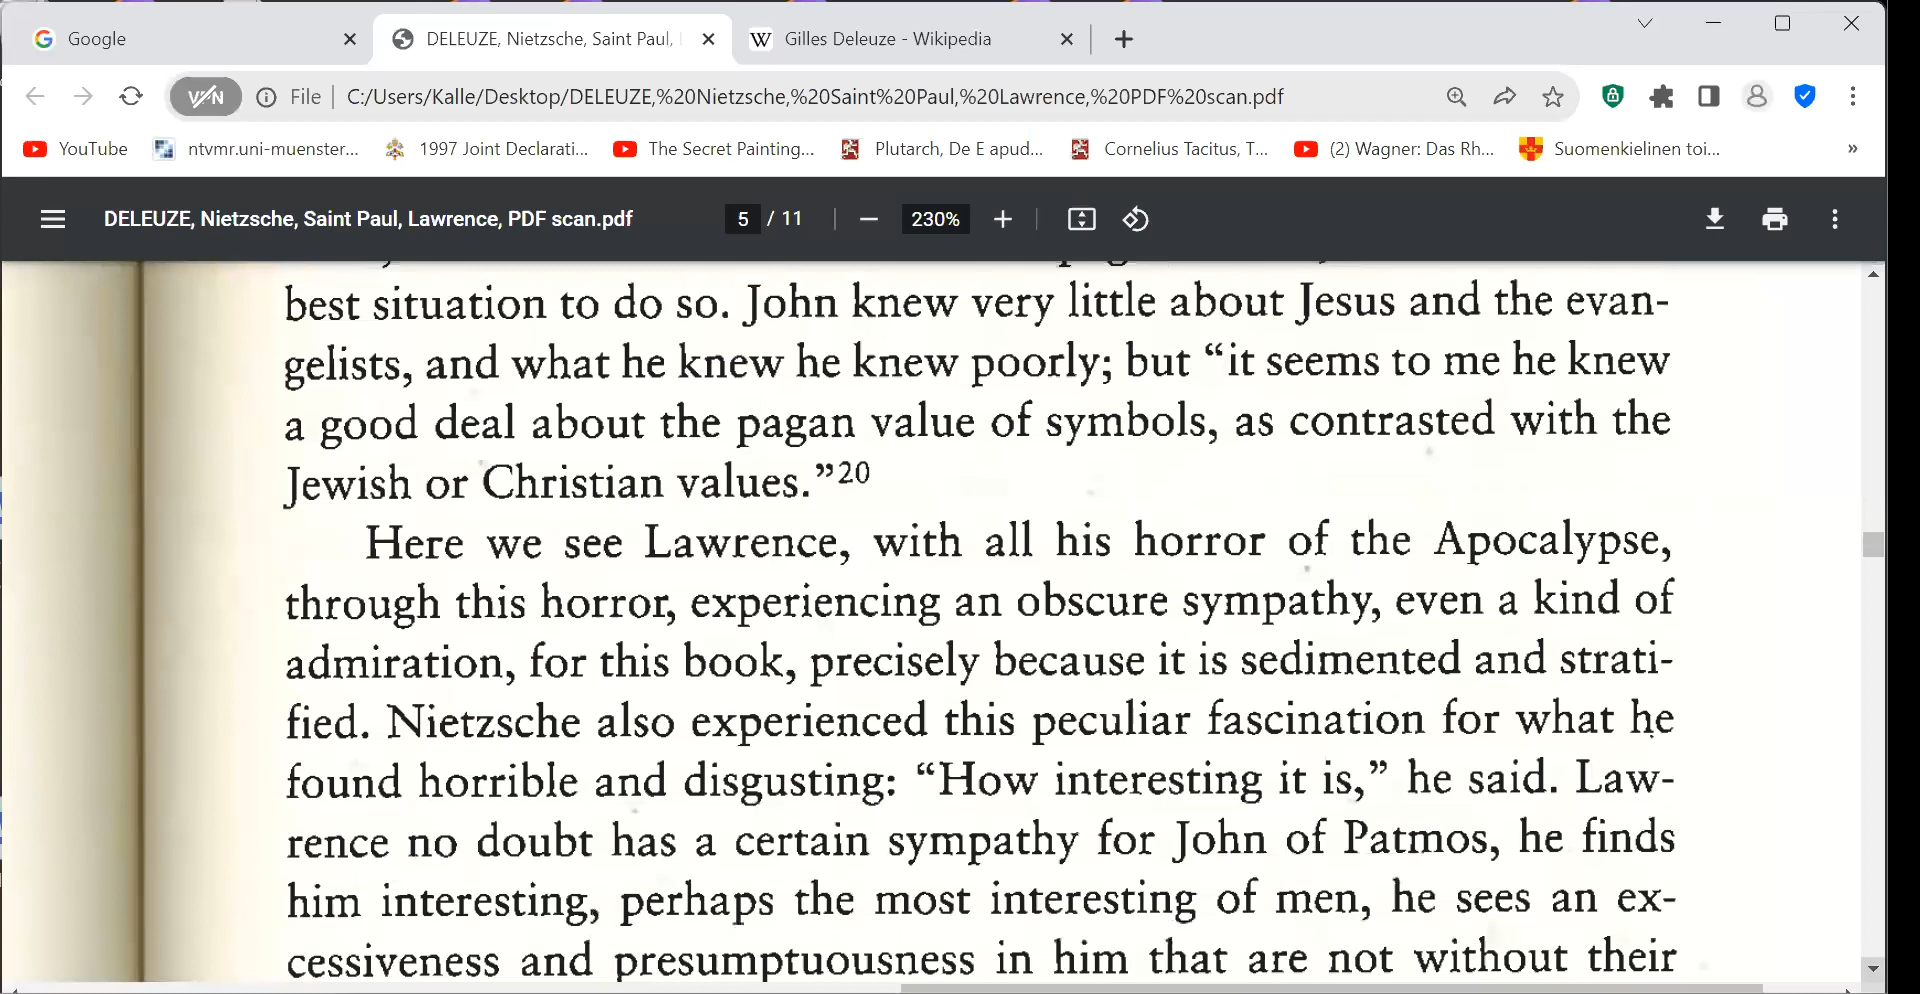 Google
DELEUZE, Nietzsche, Saint Paul,
W Gilles Deleuze - Wikipedia
VPN
File
C:/Users/Kalle/Desktop/DELEUZE,%20Nietzsche,%20Saint%20Paul,%20Lawrence,%20PDF%20scan.pdf
YouTube
ntvmr.uni-muenster...
1997 Joint Declarati...
The Secret Painting...
Plutarch, De E apud...
Cornelius Tacitus, T...
(2) Wagner: Das Rh...
Suomenkielinen toi...
»
DELEUZE, Nietzsche, Saint Paul, Lawrence, PDF scan.pdf
5 / 11
230%
best situation to do so. John knew very little about Jesus and the evan-
gelists, and what he knew he knew poorly; but “it seems to me he knew
a good deal about the pagan value of symbols, as contrasted with the
Jewish or Christian values.”20
Here we see Lawrence, with all his horror of the Apocalypse,
through this horror, experiencing an obscure sympathy, even a kind of
admiration, for this book, precisely because it is sedimented and strati-
fied. Nietzsche also experienced this peculiar fascination for what he
found horrible and disgusting: “How interesting it is,” he said. Law-
rence no doubt has a certain sympathy for John of Patmos, he finds
him interesting, perhaps the most interesting of men, he sees an ex-
cessiveness and presumptuousness in him that are not without their